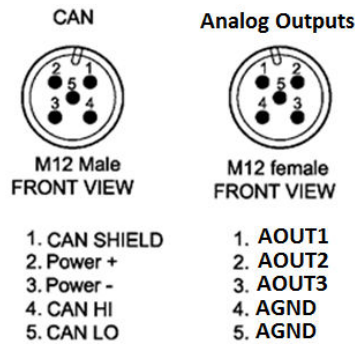 CAN
2 1
5
3 4
M12 Male
FRONT VIEW
1. CAN SHIELD
2. Power +
3. Power -
4. CAN HI
5. CAN LO
Analog Outputs
1 2
5
4 3
M12 female
FRONT VIEW
1. AOUT1
2. AOUT2
3. AOUT3
4. AGND
5. AGND